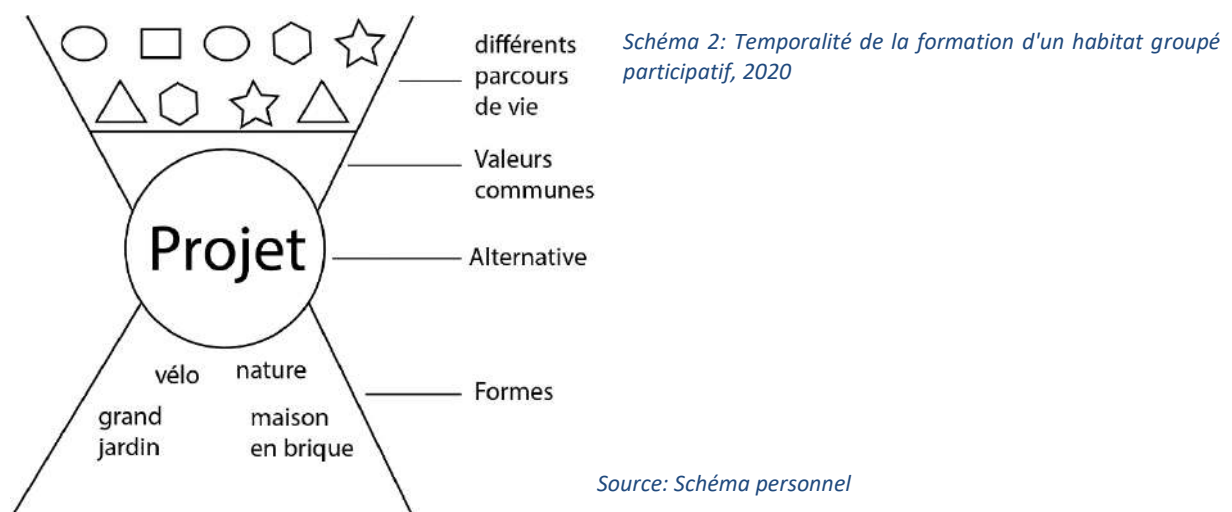 différents
parcours
de vie
Schéma 2: Temporalité de la formation d'un habitat groupé
participatif, 2020
Valeurs
communes
Projet
Alternative
vélo
nature
Formes
grand
jardin
maison
en brique
Source: Schéma personnel